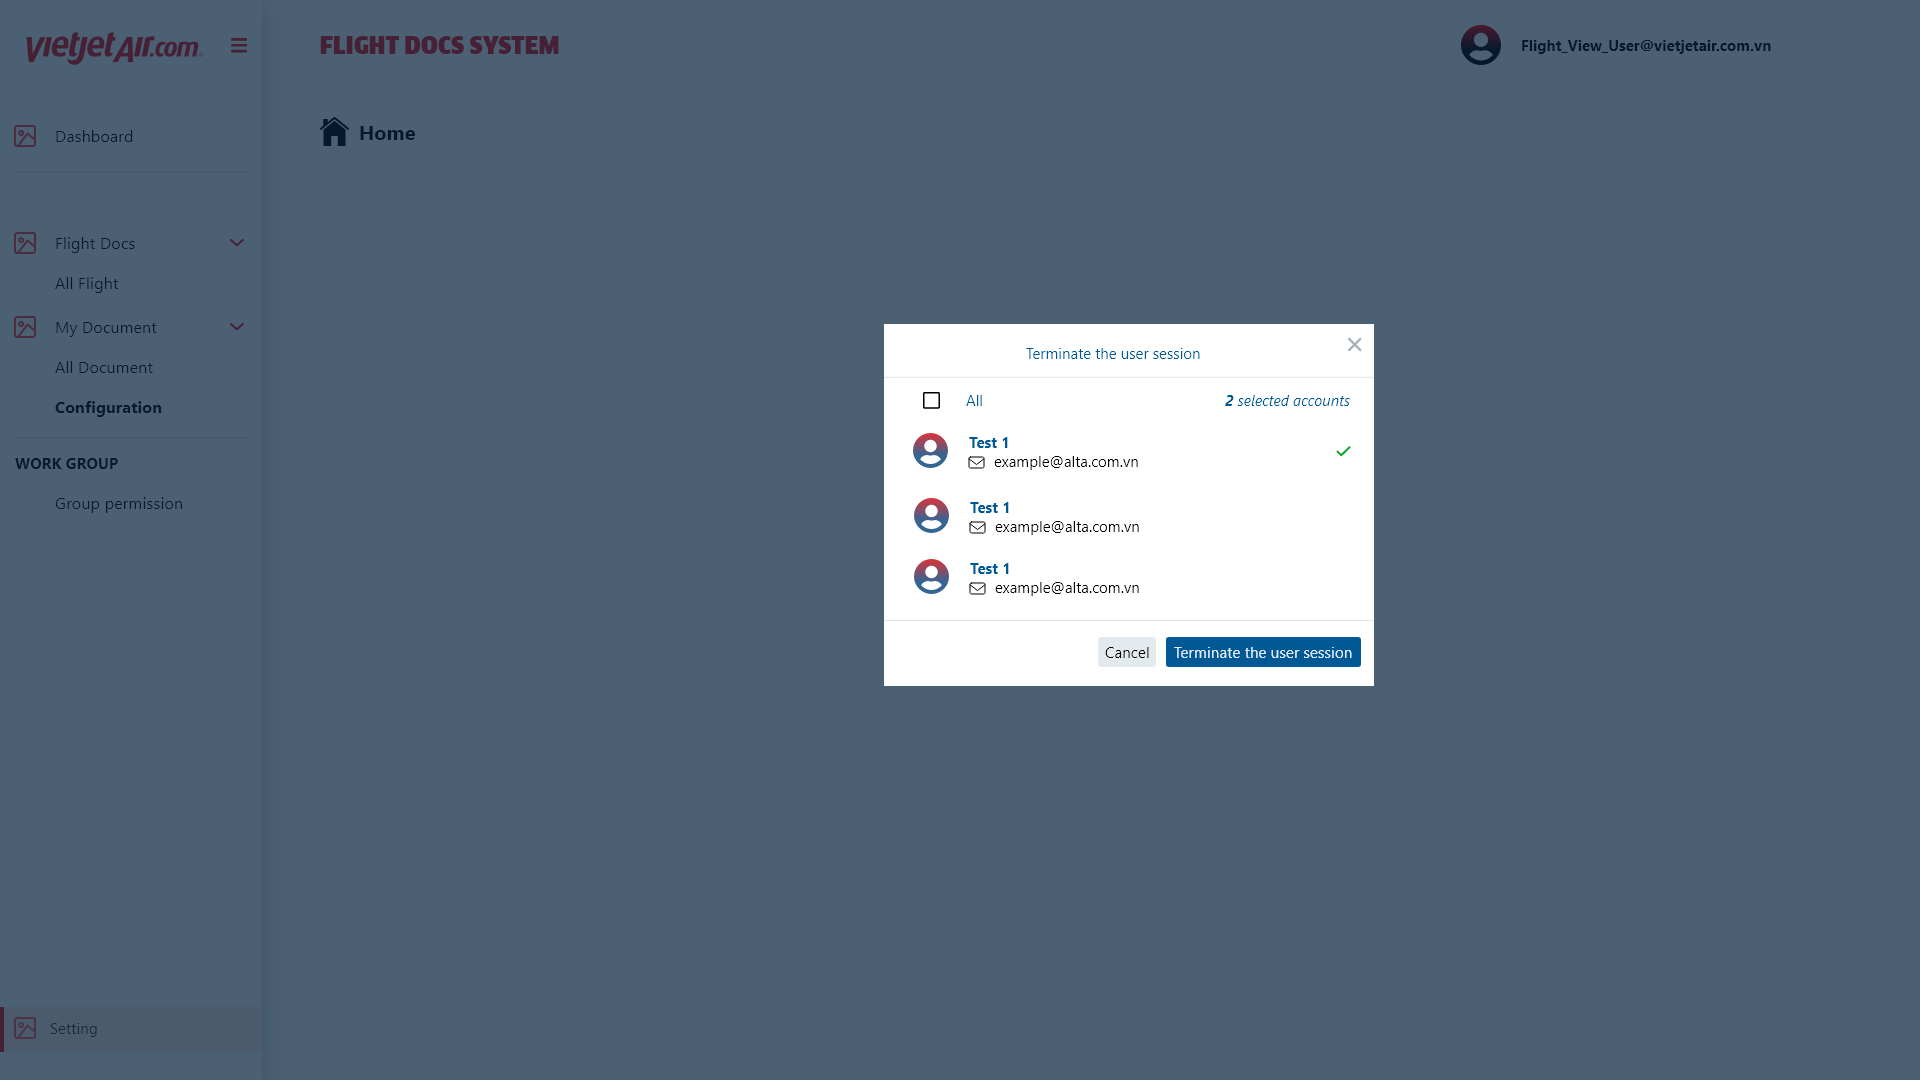 vietjetAir.com
FLIGHT DOCS SYSTEM
Flight_View_User@vietjetair.com.vn
Home
Dashboard
Flight Docs
All Flight
My Document
All Document
Configuration
WORK GROUP
Group permission
Setting
Terminate the user session
All
2 selected accounts
Test 1
example@alta.com.vn
Test 1
example@alta.com.vn
Test 1
example@alta.com.vn
Cancel
Terminate the user session